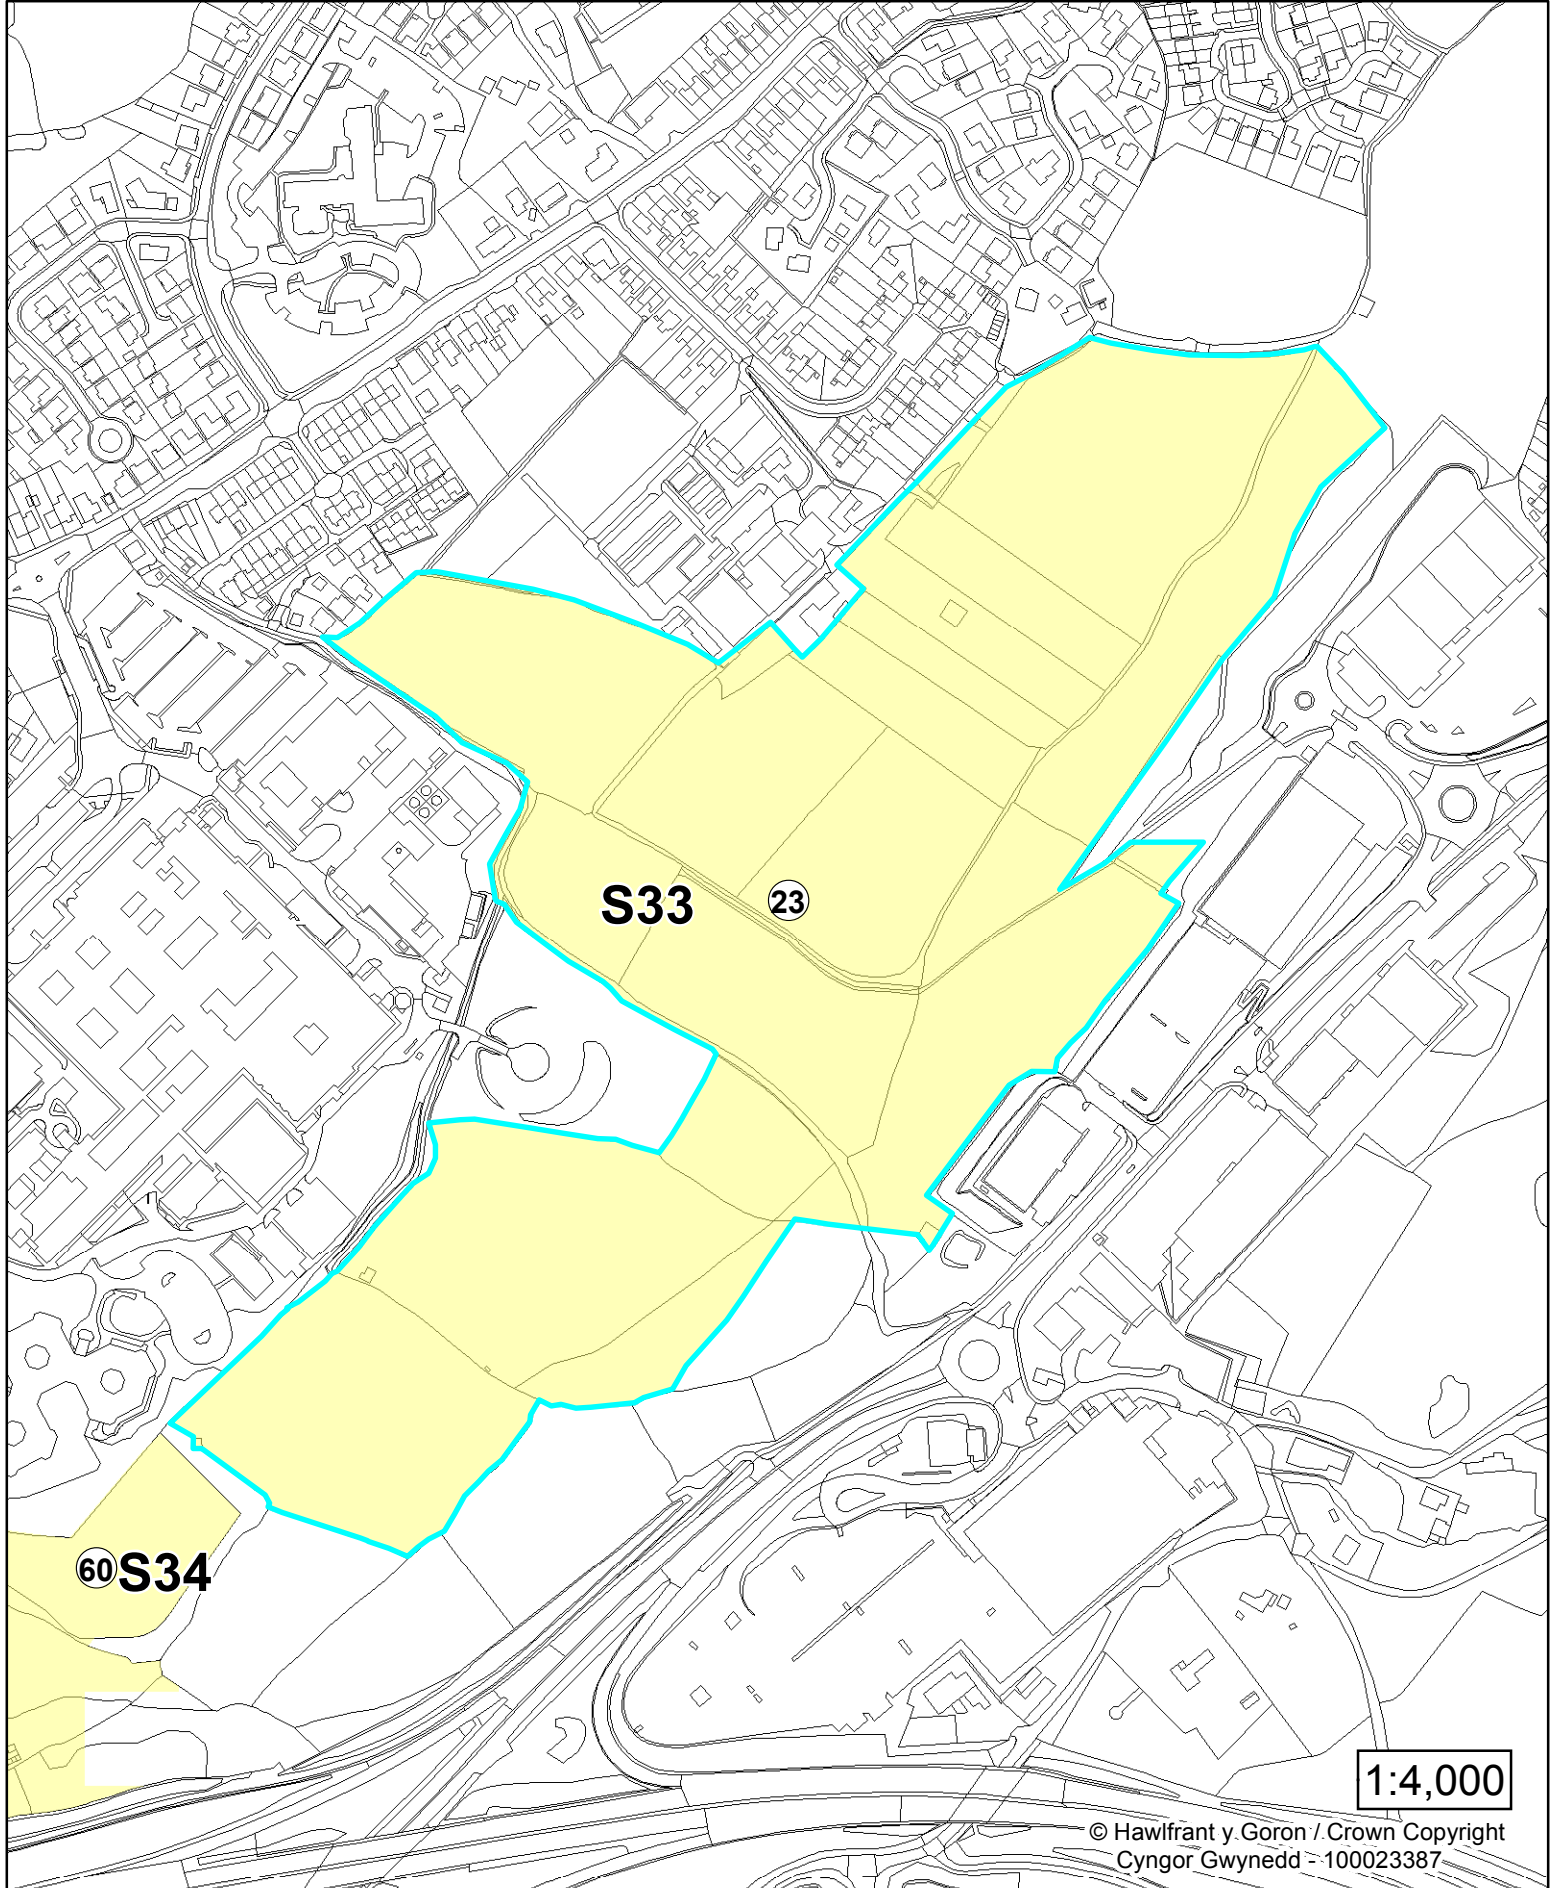 S33
23
60
S34
1:4,000
© Hawlfraint y Goron / Crown Copyright
Cyngor Gwynedd - 100023387